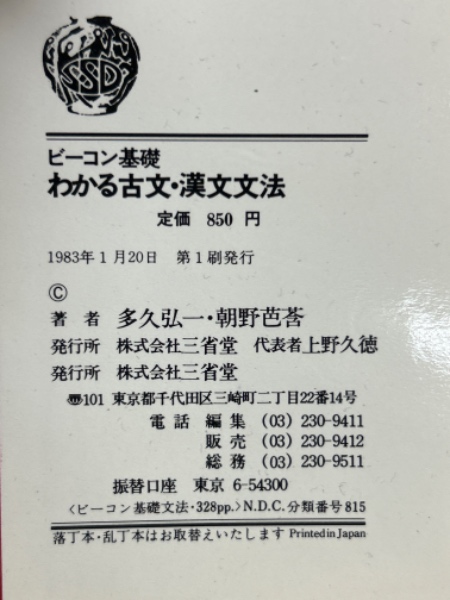 SSD
ビーコン基礎
わかる古文・漢文文法
定価 850 円
1983年1月20日 第1刷発行
Ⓒ
著者 多久弘一・朝野芭莟
発行所 株式会社三省堂 代表者上野久徳
発行所 株式会社三省堂
〠101 東京都千代田区三崎町二丁目22番14号
電話 編集 (03) 230-9411
販売 (03) 230-9412
総務 (03) 230-9511
振替口座 東京 6-54300
〈ビーコン基礎文法・328pp.〉N.D.C.分類番号815
落丁本・乱丁本はお取替えいたします Printed in Japan